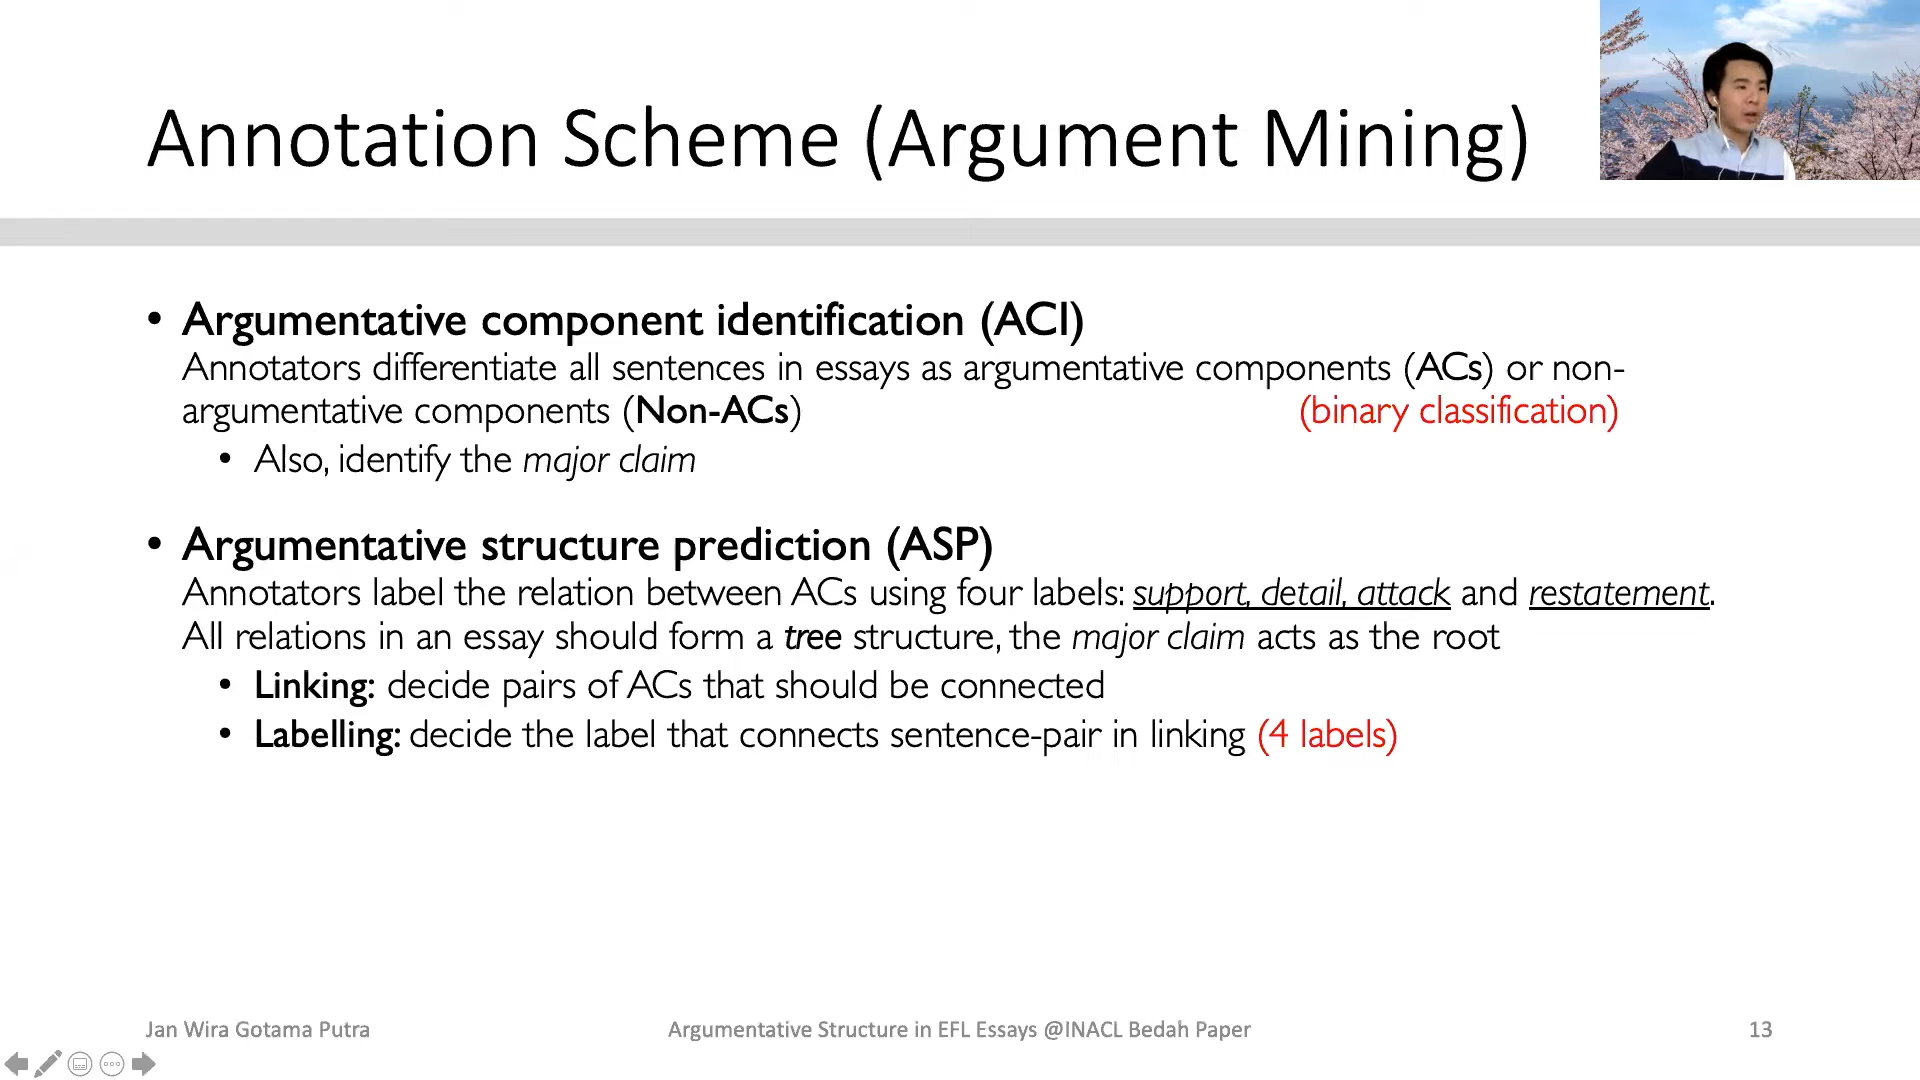 Annotation Scheme (Argument Mining)
• Argumentative component identification (ACI)
Annotators differentiate all sentences in essays as argumentative components (ACs) or non-
argumentative components (Non-ACs) (binary classification)
• Also, identify the major claim
• Argumentative structure prediction (ASP)
Annotators label the relation between ACs using four labels: support, detail, attack and restatement.
All relations in an essay should form a tree structure, the major claim acts as the root
• Linking: decide pairs of ACs that should be connected
• Labelling: decide the label that connects sentence-pair in linking (4 labels)
Jan Wira Gotama Putra
Argumentative Structure in EFL Essays @INACL Bedah Paper
13